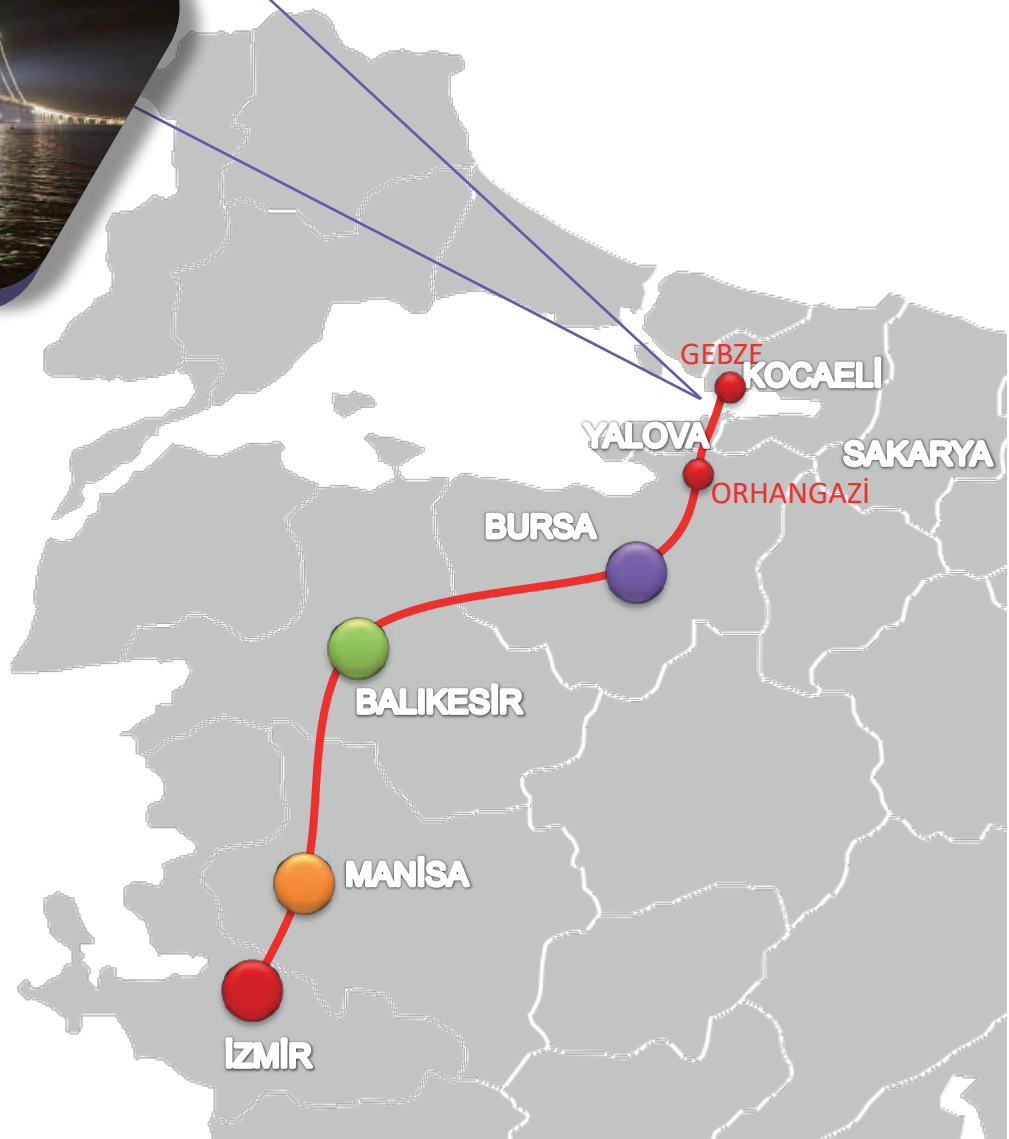 GEBZE
KOCAELİ
YALOVA
SAKARYA
ORHANGAZİ
BURSA
BALIKESİR
MANİSA
İZMİR